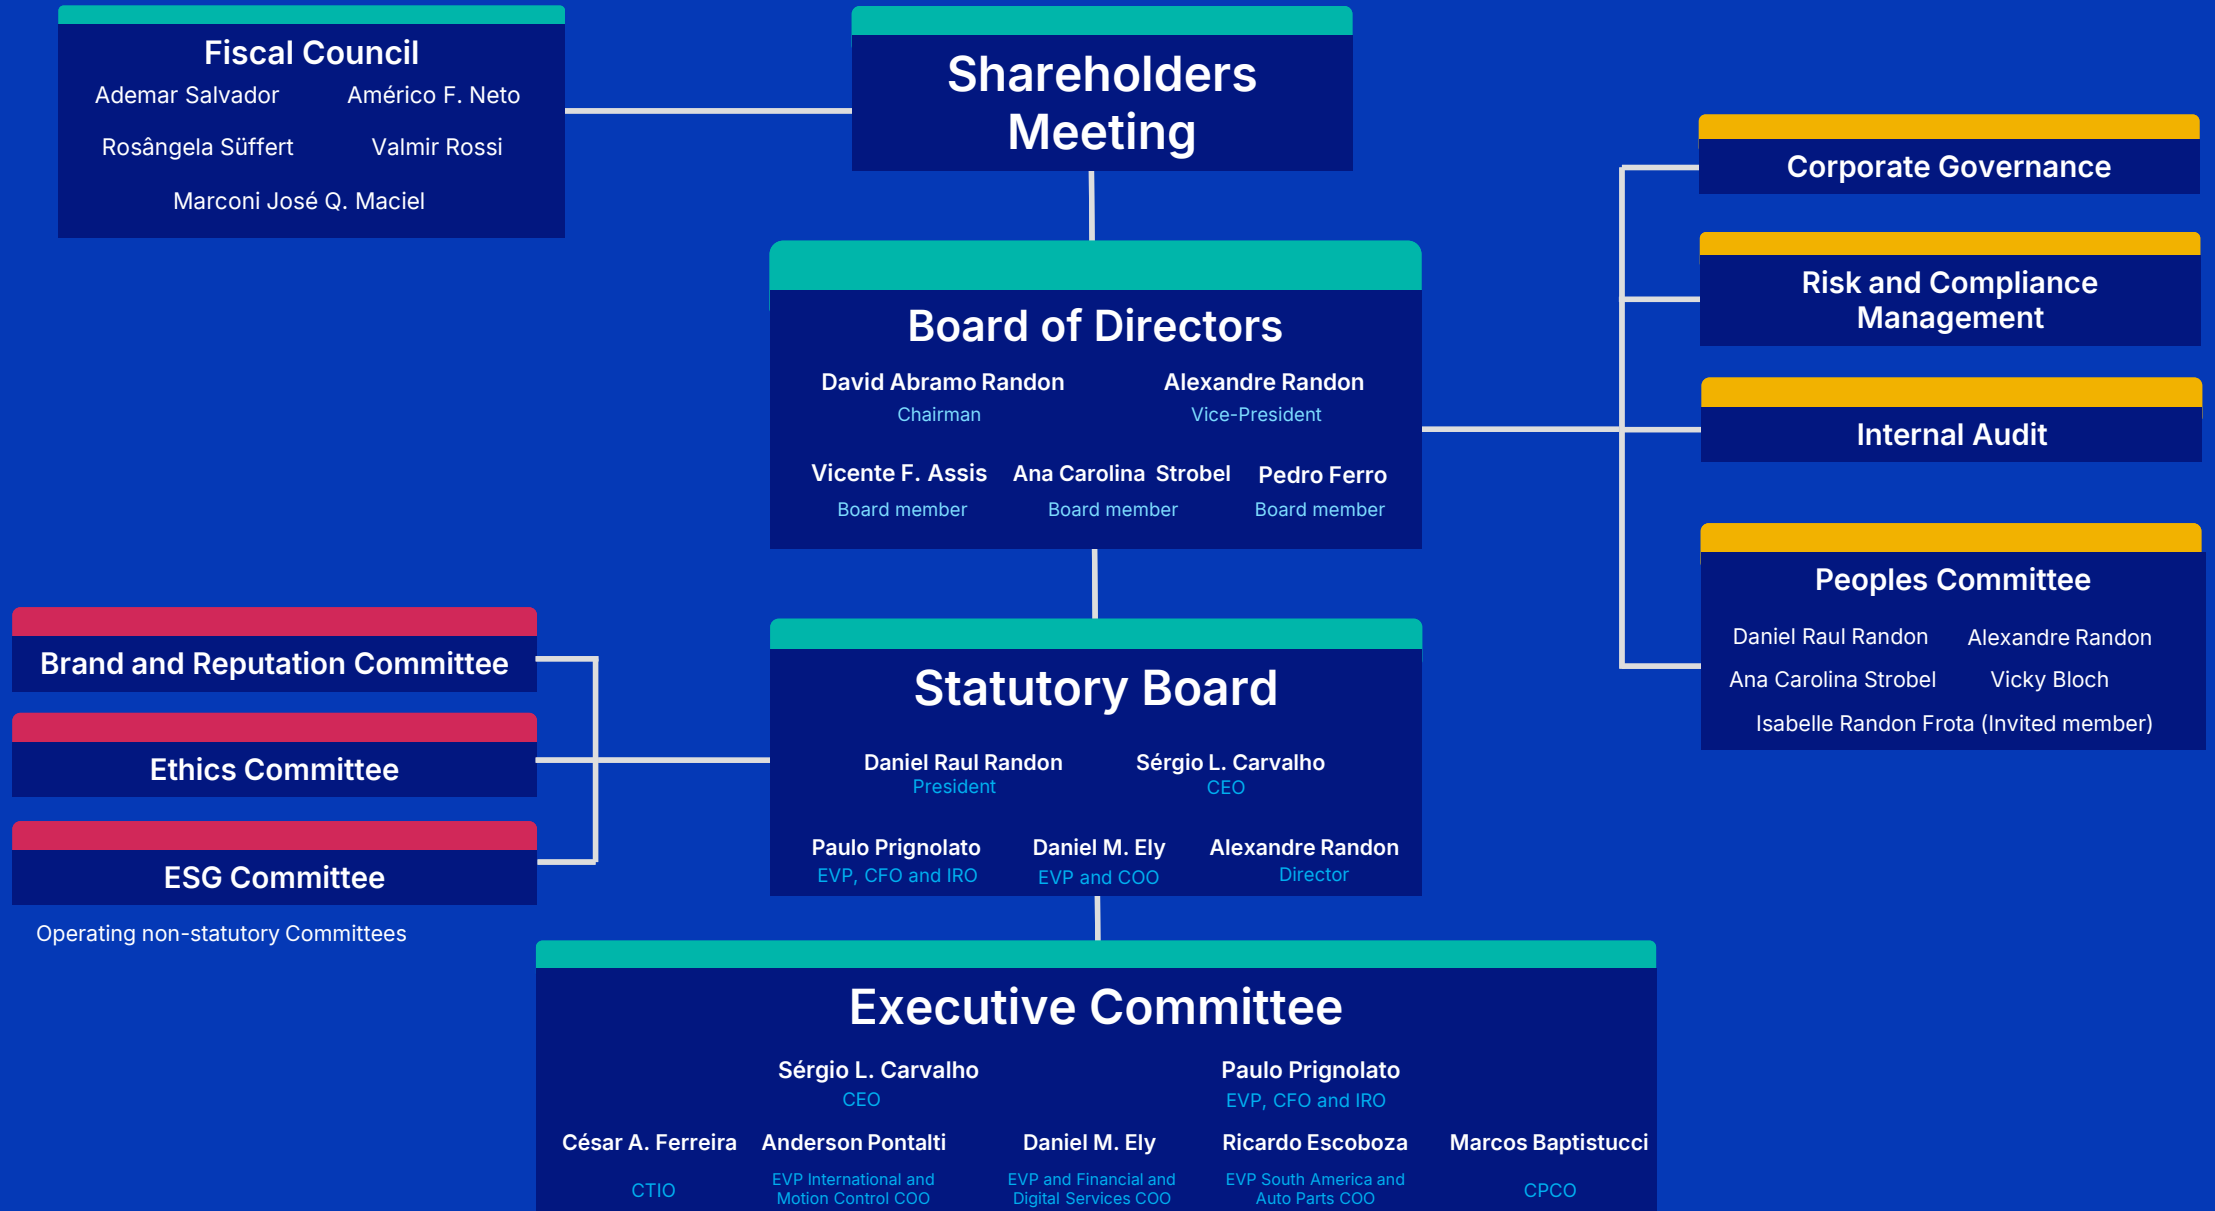 Fiscal Council
Ademar Salvador
Américo F. Neto
Rosângela Süffert
Valmir Rossi
Marconi José Q. Maciel
Shareholders
Meeting
Corporate Governance
Risk and Compliance
Management
Internal Audit
Peoples Committee
Daniel Raul Randon
Alexandre Randon
Ana Carolina Strobel
Vicky Bloch
Isabelle Randon Frota (Invited member)
Board of Directors
David Abramo Randon
Chairman
Alexandre Randon
Vice-President
Vicente F. Assis
Board member
Ana Carolina Strobel
Board member
Pedro Ferro
Board member
Brand and Reputation Committee
Ethics Committee
ESG Committee
Operating non-statutory Committees
Statutory Board
Daniel Raul Randon
President
Sérgio L. Carvalho
CEO
Paulo Prignolato
EVP, CFO and IRO
Daniel M. Ely
EVP and COO
Alexandre Randon
Director
Executive Committee
Sérgio L. Carvalho
CEO
Paulo Prignolato
EVP, CFO and IRO
César A. Ferreira
CTIO
Anderson Pontalti
EVP International and
Motion Control COO
Daniel M. Ely
EVP and Financial and
Digital Services COO
Ricardo Escoboza
EVP South America and
Auto Parts COO
Marcos Baptistucci
CPCO